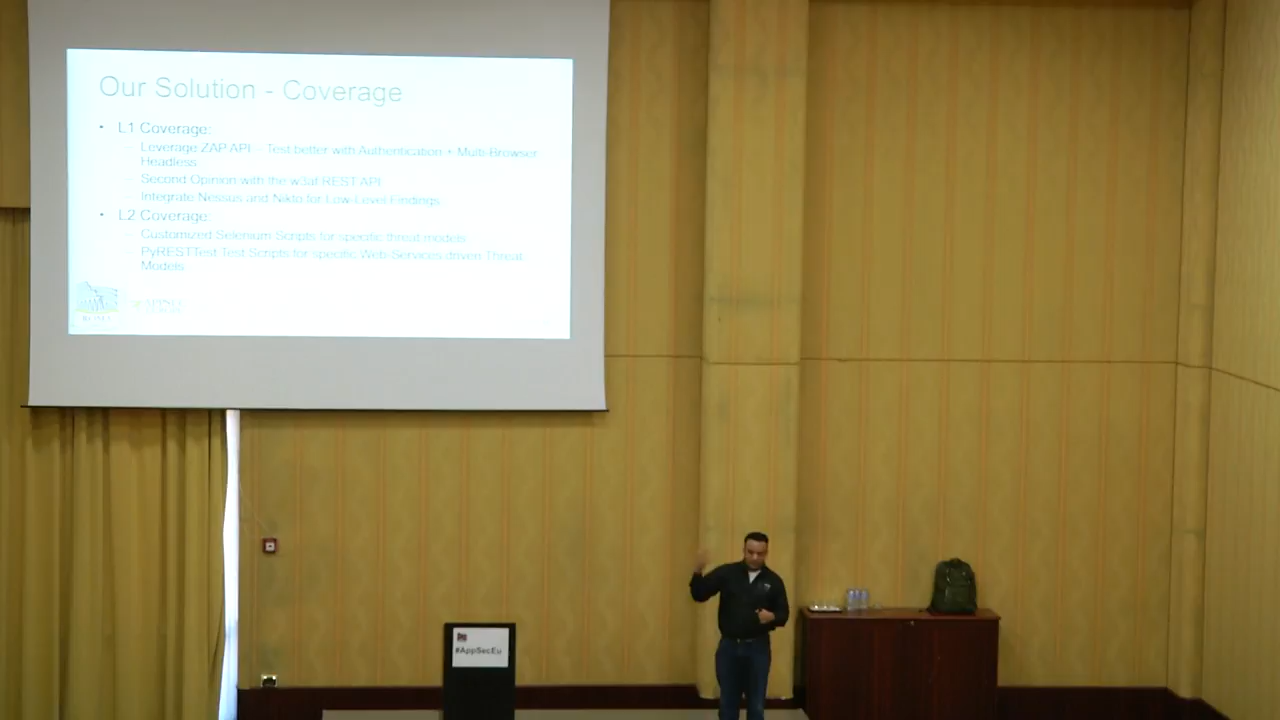 Our Solution - Coverage
• L1 Coverage:
– Leverage ZAP API – Test better with Authentication + Multi-Browser-
Headless
– Second Opinion with the w3af REST API
– Integrate Nessus and Nikto for Low-Level Findings
• L2 Coverage:
– Customized Selenium Scripts for specific threat models
– PyRESTTest Test Scripts for specific Web-Services driven Threat
Models
#AppSecEu